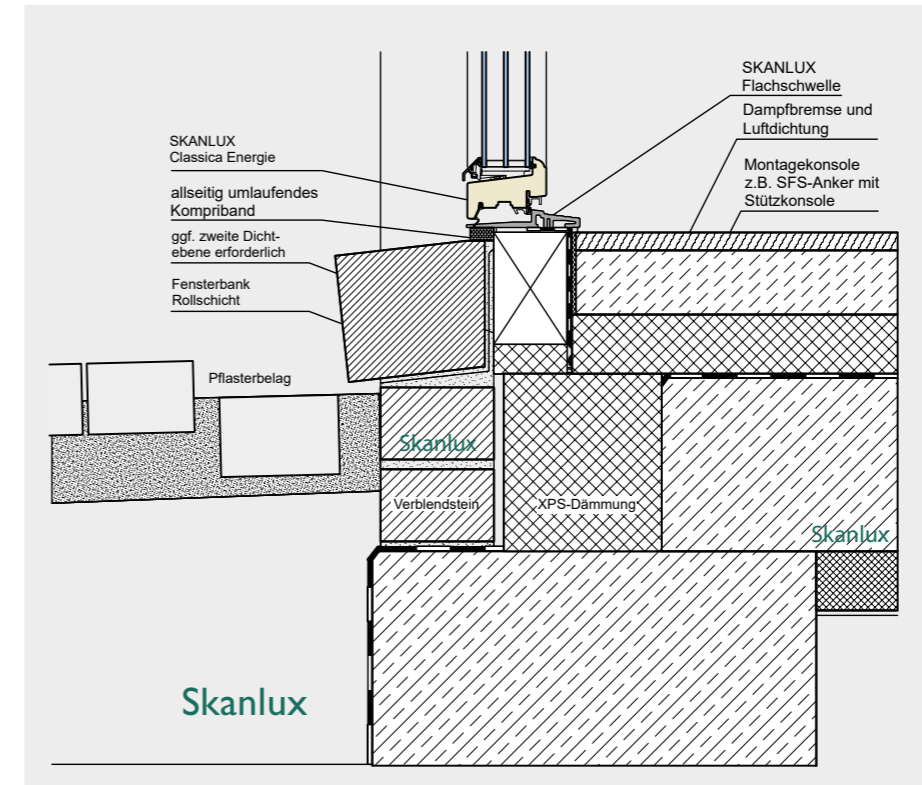 SKANLUX
Flachschwelle
Dampfbremse und
Luftdichtung
Montagekonsole
z.B. SFS-Anker mit
Stützkonsole
SKANLUX
Classica Energie
allseitig umlaufendes
Kompriband
ggf. zweite Dicht-
ebene erforderlich
Fensterbank
Rollschicht
Pflasterbelag
Skanlux
Verblendstein
XPS-Dämmung
Skanlux
Skanlux